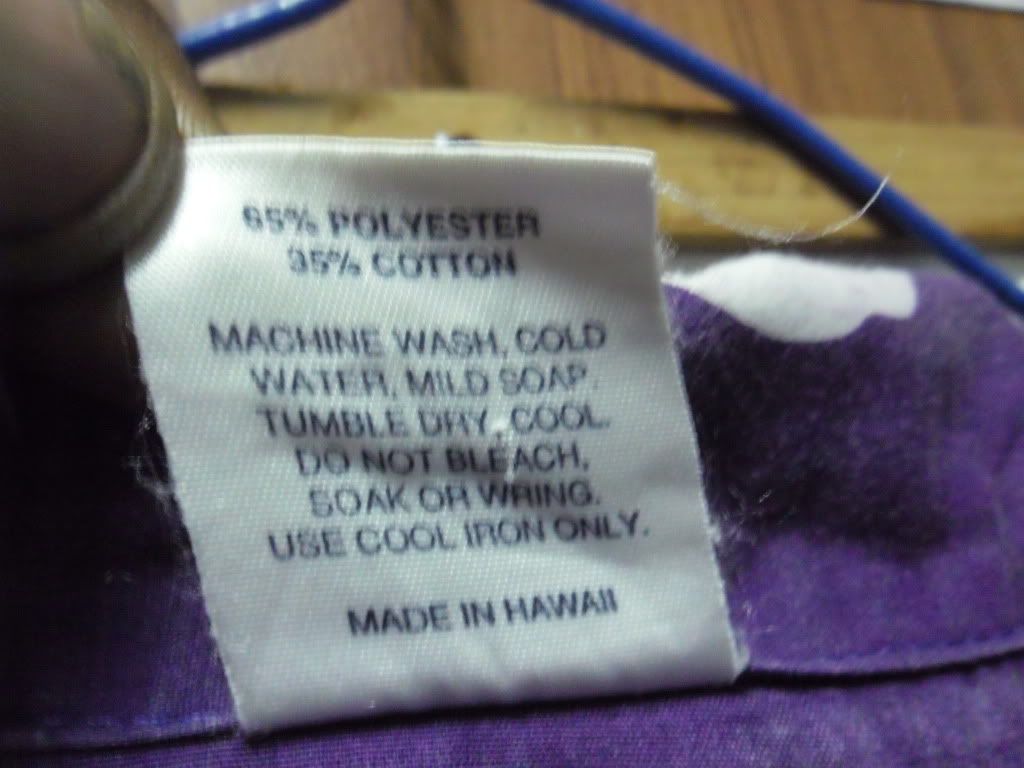 65% POLYESTER
35% COTTON
MACHINE WASH, COLD
WATER, MILD SOAP.
TUMBLE DRY, COOL.
DO NOT BLEACH,
SOAK OR WRING.
USE COOL IRON ONLY.
MADE IN HAWAII